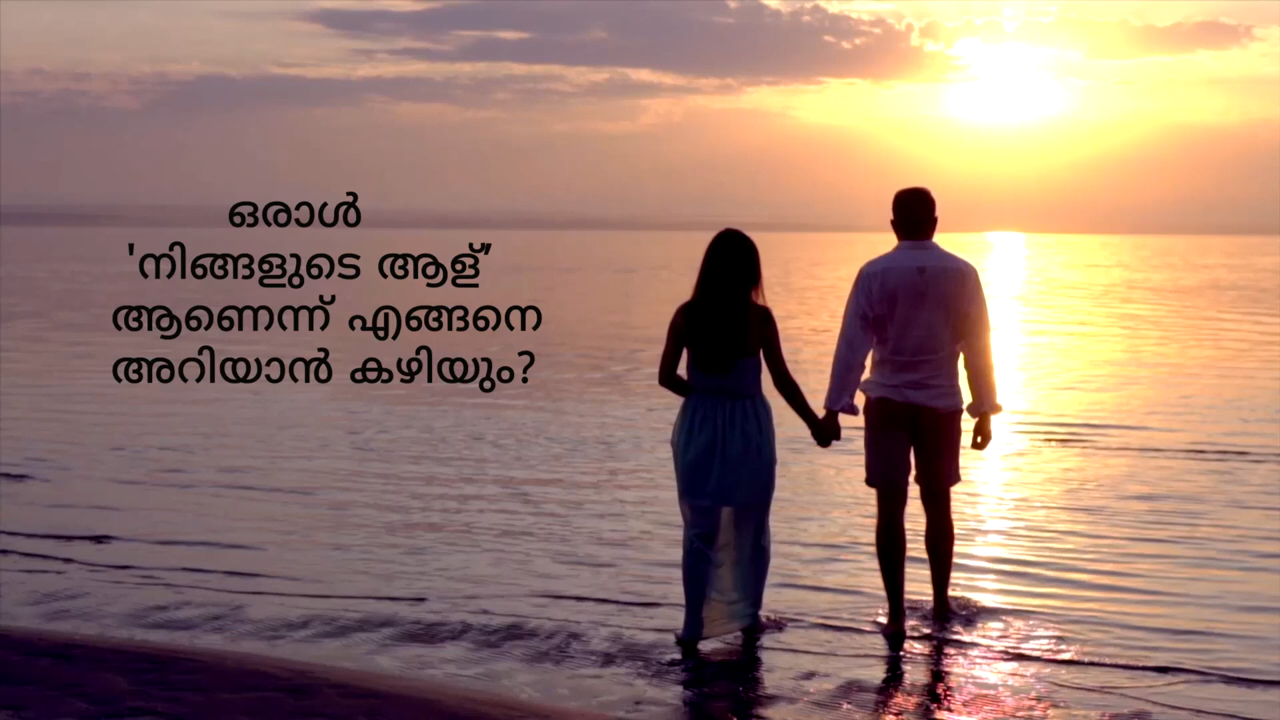 ഒരാൾ
'നിങ്ങളുടെ ആള്’
ആണെന്ന് എങ്ങനെ
അറിയാൻ കഴിയും?